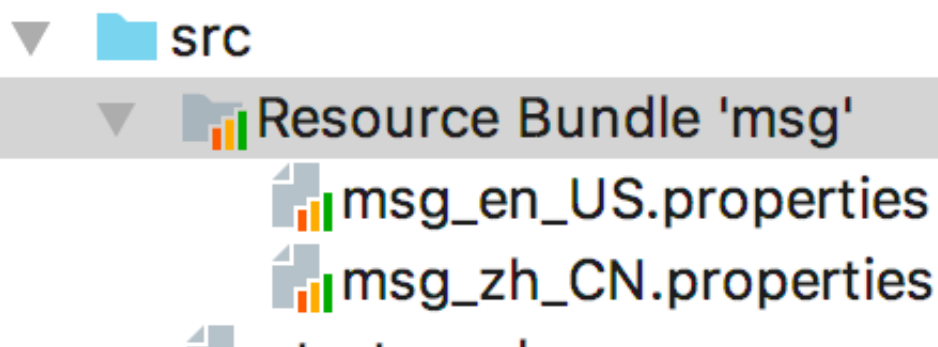 src
Resource Bundle 'msg'
msg_en_US.properties
msg_zh_CN.properties